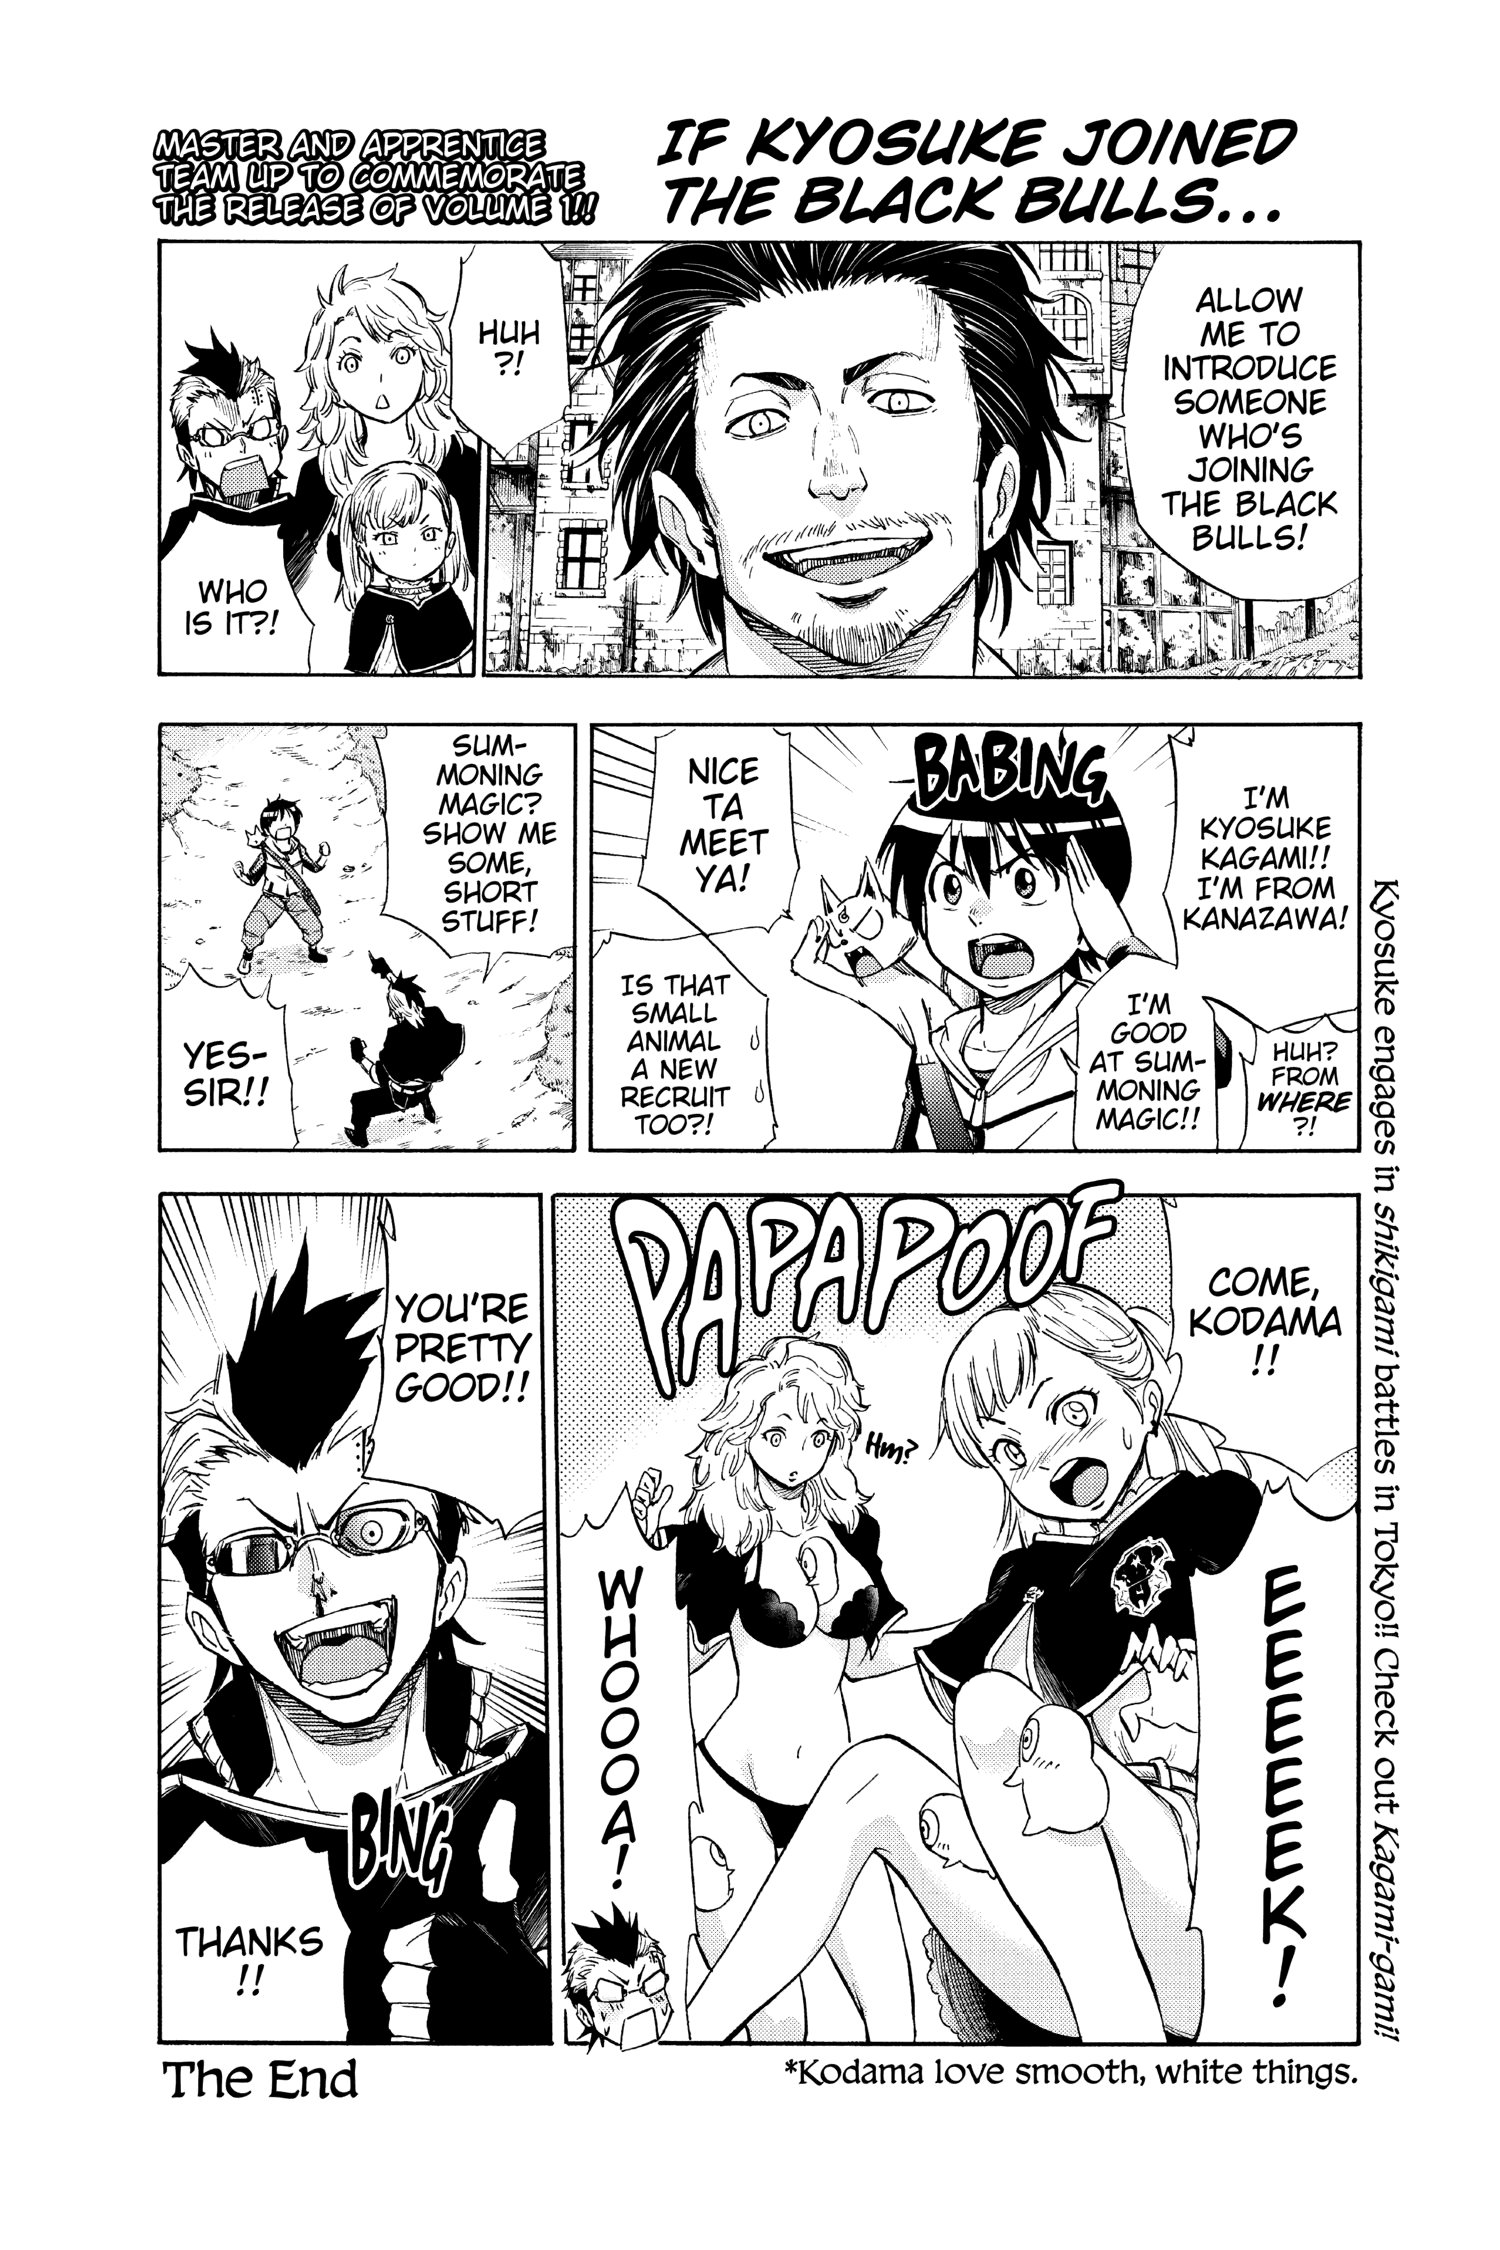 MASTER AND APPRENTICE
TEAM UP TO COMMEMORATE
THE RELEASE OF VOLUME 1!!
IF KYOSUKE JOINED
THE BLACK BULLS...
ALLOW
ME TO
INTRODUCE
SOMEONE
WHO'S
JOINING
THE BLACK
BULLS!
HUH
?!
WHO
IS IT?!
BABING
I'M
KYOSUKE
KAGAMI!!
I'M FROM
KANAZAWA!
HUH?
FROM
WHERE
?!
I'M
GOOD
AT SUM-
MONING
MAGIC!!
NICE
TA
MEET
YA!
IS THAT
SMALL
ANIMAL
A NEW
RECRUIT
TOO?!
SUM-
MONING
MAGIC?
SHOW ME
SOME,
SHORT
STUFF!
YES-
SIR!!
COME,
KODAMA
!!
PAPAPOOF
Hm?
EEEEEK!
WHOOOA!
YOU'RE
PRETTY
GOOD!!
BING
THANKS
!!
Kyosuke engages in shikigami battles in Tokyo!! Check out Kagami-gami!
The End
*Kodama love smooth, white things.